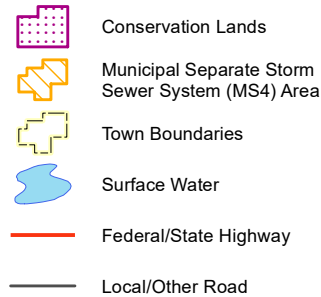 Conservation Lands
Municipal Separate Storm
Sewer System (MS4) Area
Town Boundaries
Surface Water
Federal/State Highway
Local/Other Road